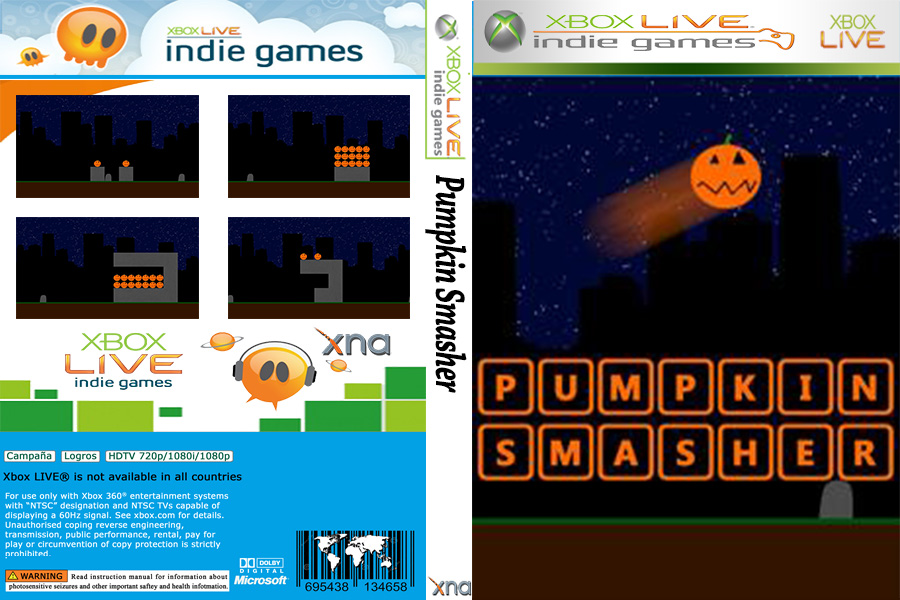 XBOX LIVE
indie games
XBOX LIVE
indie games
xna
Campaña Logros HDTV 720p/1080i/1080p
Xbox LIVE® is not available in all countries
For use only with Xbox 360® entertainment systems
with “NTSC” designation and NTSC TVs capable of
displaying a 60Hz signal. See xbox.com for details.
Unauthorised coping reverse engineering,
transmission, public performance, rental, pay for
play or circumvention of copy protection is strictly
prohibited.
WARNING Read instruction manual for information about
photosensitive seizures and other important saftey and health infotmation.
DOLBY
DIGITAL
Microsoft®
695438 134658
XBOX LIVE
indie games
Pumpkin Smasher
xna
XBOX LIVE™
indie games
XBOX
LIVE
PUMPKIN
SMASHER